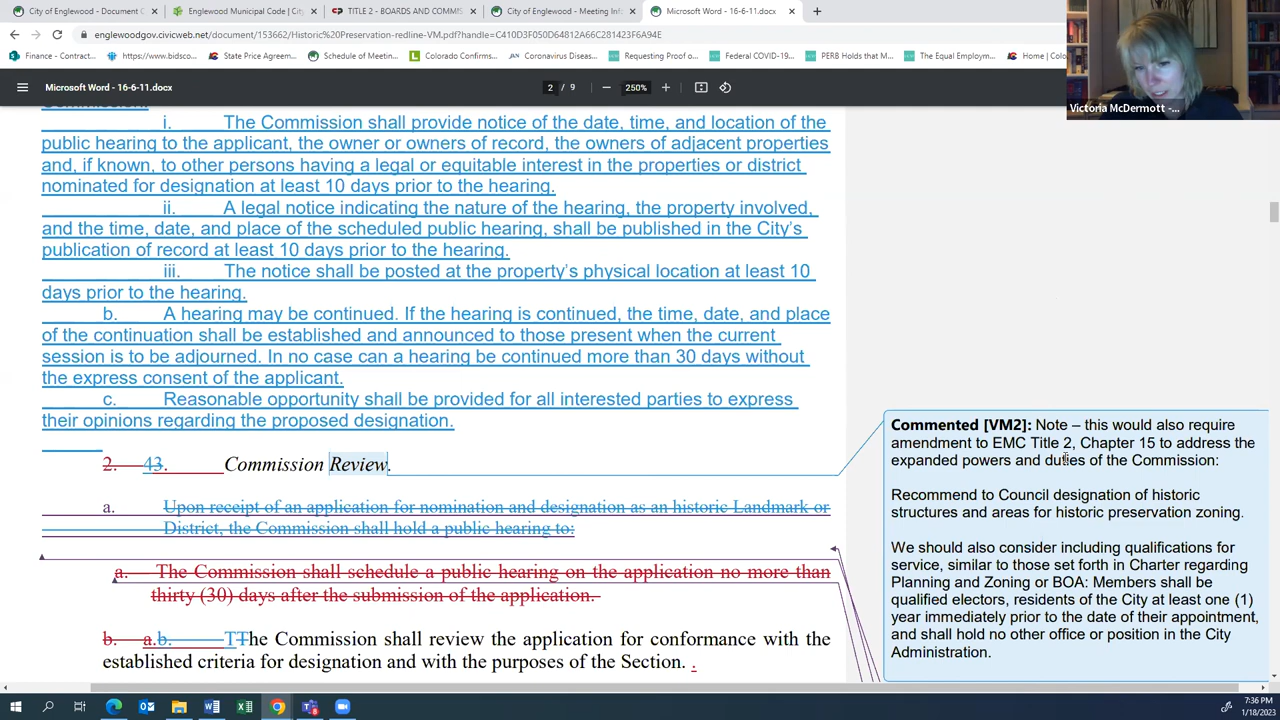 City of Englewood - Document C
Englewood Municipal Code | City
TITLE 2 - BOARDS AND COMMIS
City of Englewood - Meeting Inf
Microsoft Word - 16-6-11.docx
englewoodgov.civicweb.net/document/153662/Historic%20Preservation-redline-VM.pdf?handle=C410D3F050D64812A66C281423F6A94E
Finance - Contract...
https://www.bidsco...
State Price Agreem...
Schedule of Meetin...
Colorado Confirms...
Coronavirus Diseas...
Requesting Proof o...
Federal COVID-19...
PERB Holds that M...
The Equal Employm...
Home | Colo
Microsoft Word - 16-6-11.docx
2 / 9
250%
Victoria McDermott -...
Commission.
i. The Commission shall provide notice of the date, time, and location of the
public hearing to the applicant, the owner or owners of record, the owners of adjacent properties
and, if known, to other persons having a legal or equitable interest in the properties or district
nominated for designation at least 10 days prior to the hearing.
ii. A legal notice indicating the nature of the hearing, the property involved,
and the time, date, and place of the scheduled public hearing, shall be published in the City's
publication of record at least 10 days prior to the hearing.
iii. The notice shall be posted at the property's physical location at least 10
days prior to the hearing.
b. A hearing may be continued. If the hearing is continued, the time, date, and place
of the continuation shall be established and announced to those present when the current
session is to be adjourned. In no case can a hearing be continued more than 30 days without
the express consent of the applicant.
c. Reasonable opportunity shall be provided for all interested parties to express
their opinions regarding the proposed designation.
2. 43. Commission Review.
a. Upon receipt of an application for nomination and designation as an historic Landmark or
District, the Commission shall hold a public hearing to:
a. The Commission shall schedule a public hearing on the application no more than
thirty (30) days after the submission of the application.
b. a.b. TThe Commission shall review the application for conformance with the
established criteria for designation and with the purposes of the Section. .
Commented [VM2]: Note – this would also require
amendment to EMC Title 2, Chapter 15 to address the
expanded powers and duties of the Commission:
Recommend to Council designation of historic
structures and areas for historic preservation zoning.
We should also consider including qualifications for
service, similar to those set forth in Charter regarding
Planning and Zoning or BOA: Members shall be
qualified electors, residents of the City at least one (1)
year immediately prior to the date of their appointment,
and shall hold no other office or position in the City
Administration.
7:36 PM
1/18/2023